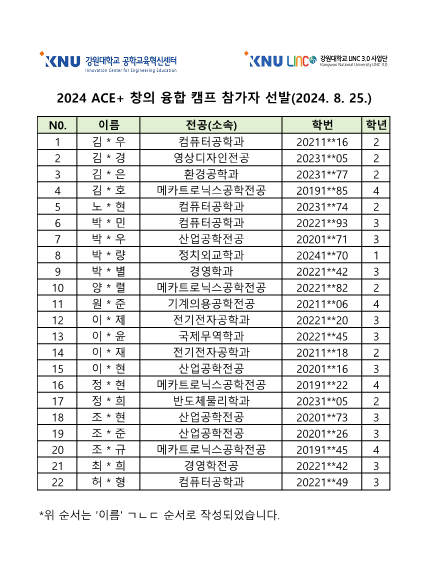 KNU 강원대학교 공학교육혁신센터
Innovation Center for Engineering Education
KNU LINC 3.0 강원대학교 LINC 3.0 사업단
Kangwon National University LINC 3.0
2024 ACE+ 창의 융합 캠프 참가자 선발(2024. 8. 25.)
NO. 이름 전공(소속) 학번 학년
1 김 * 우 컴퓨터공학과 20211**16 2
2 김 * 경 영상디자인전공 20231**05 2
3 김 * 은 환경공학과 20231**77 2
4 김 * 호 메카트로닉스공학전공 20191**85 4
5 노 * 현 컴퓨터공학과 20231**74 2
6 박 * 민 컴퓨터공학과 20221**93 3
7 박 * 우 산업공학전공 20201**71 3
8 박 * 량 정치외교학과 20241**70 1
9 박 * 별 경영학과 20221**42 3
10 양 * 렬 메카트로닉스공학전공 20221**82 2
11 원 * 준 기계의용공학전공 20211**06 4
12 이 * 제 전기전자공학과 20221**20 3
13 이 * 윤 국제무역학과 20221**45 3
14 이 * 재 전기전자공학과 20211**18 2
15 이 * 현 산업공학전공 20201**16 3
16 정 * 현 메카트로닉스공학전공 20191**22 4
17 정 * 희 반도체물리학과 20231**05 2
18 조 * 현 산업공학전공 20201**73 3
19 조 * 준 산업공학전공 20201**26 3
20 조 * 규 메카트로닉스공학전공 20191**45 4
21 최 * 희 경영학전공 20221**42 3
22 허 * 형 컴퓨터공학과 20221**49 3
*위 순서는 '이름' ㄱㄴㄷ 순서로 작성되었습니다.